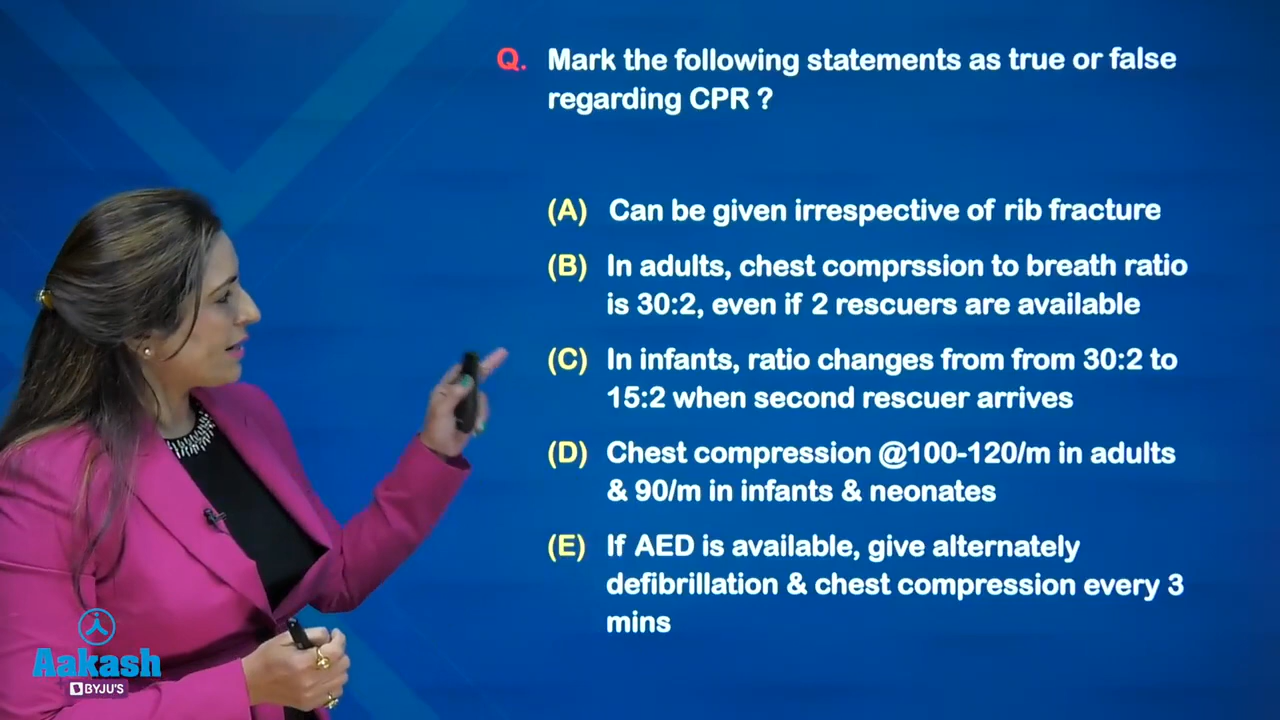 Q. Mark the following statements as true or false
regarding CPR ?
(A) Can be given irrespective of rib fracture
(B) In adults, chest comprssion to breath ratio
is 30:2, even if 2 rescuers are available
(C) In infants, ratio changes from from 30:2 to
15:2 when second rescuer arrives
(D) Chest compression @100-120/m in adults
& 90/m in infants & neonates
(E) If AED is available, give alternately
defibrillation & chest compression every 3
mins
Aakash
BYJU'S